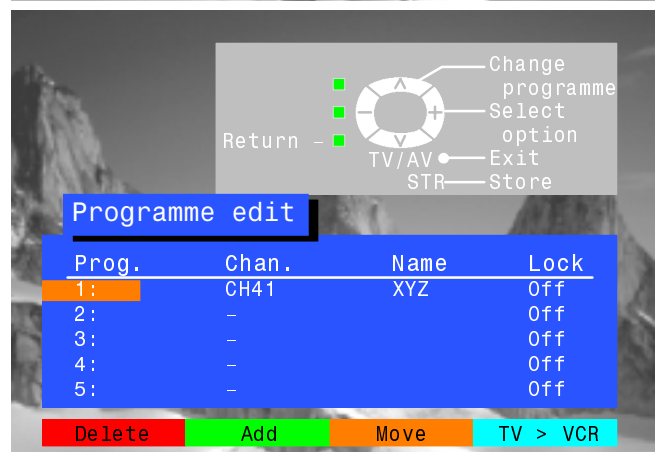 Change
programme
Select
option
Return –
TV/AV Exit
STR Store
Programme edit
Prog. Chan. Name Lock
1: CH41 XYZ Off
2: – Off
3: – Off
4: – Off
5: – Off
Delete Add Move TV > VCR